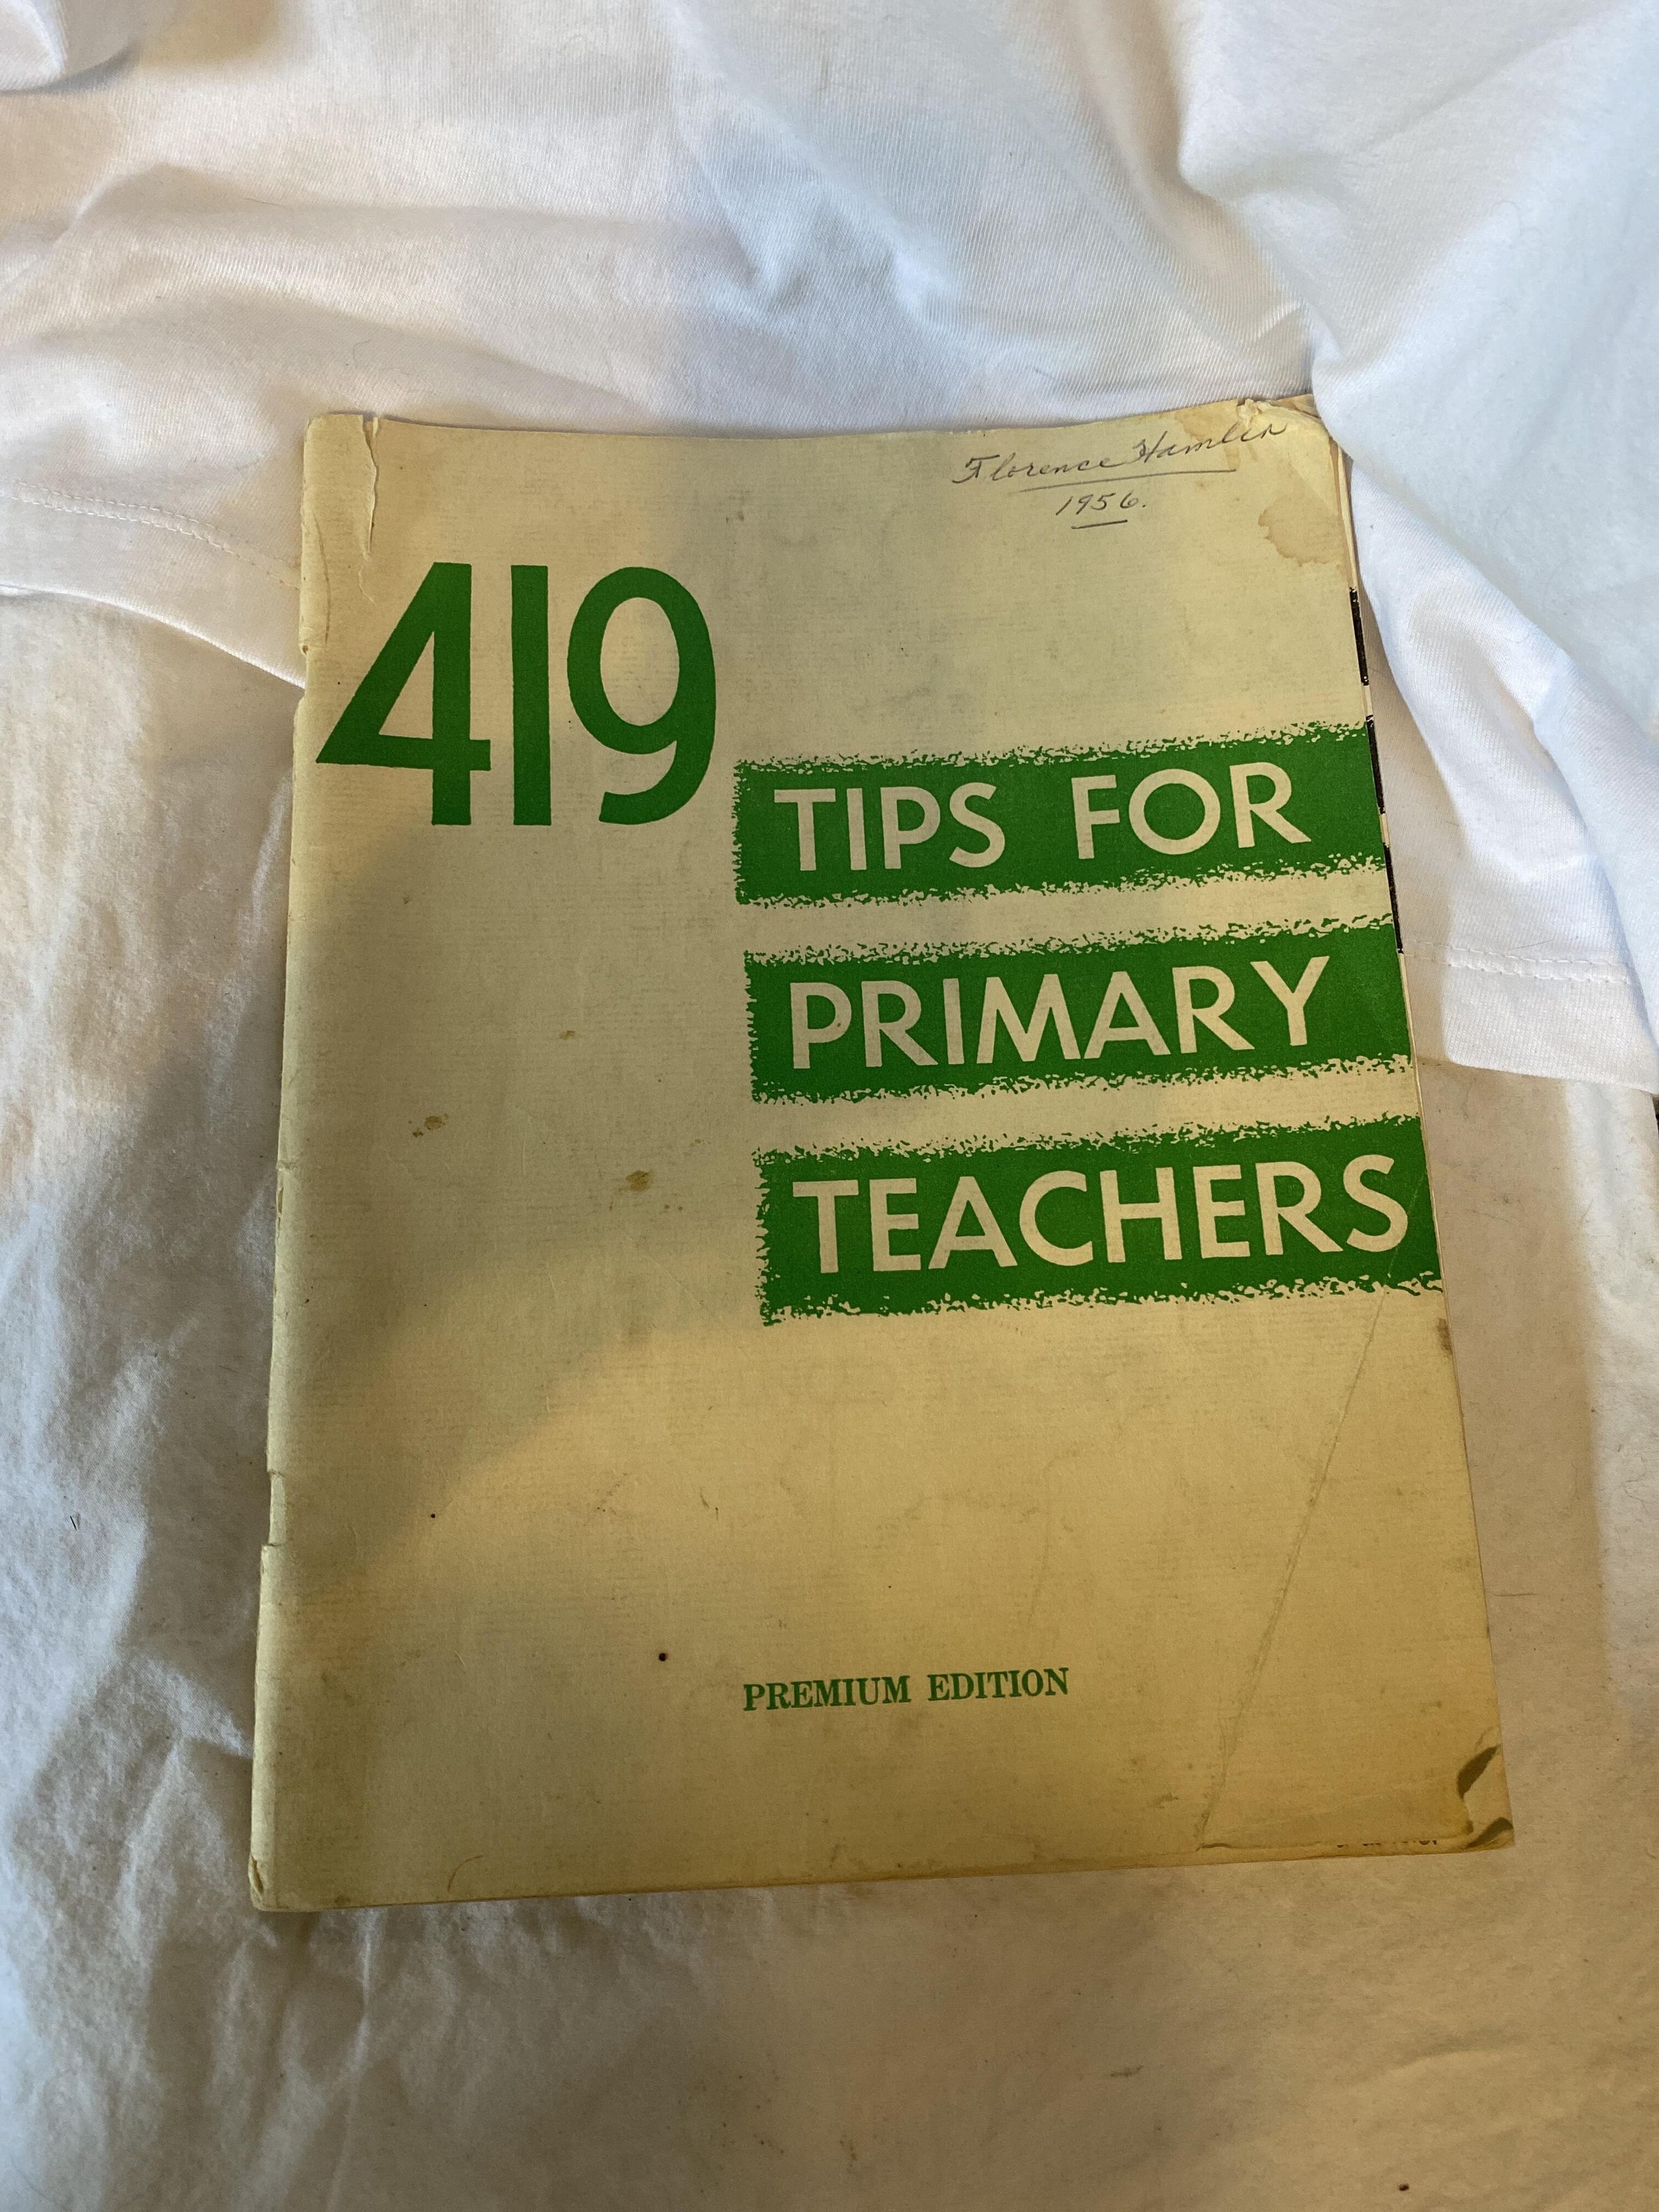 Florence Hamlin
1956.
419
TIPS FOR
PRIMARY
TEACHERS
PREMIUM EDITION